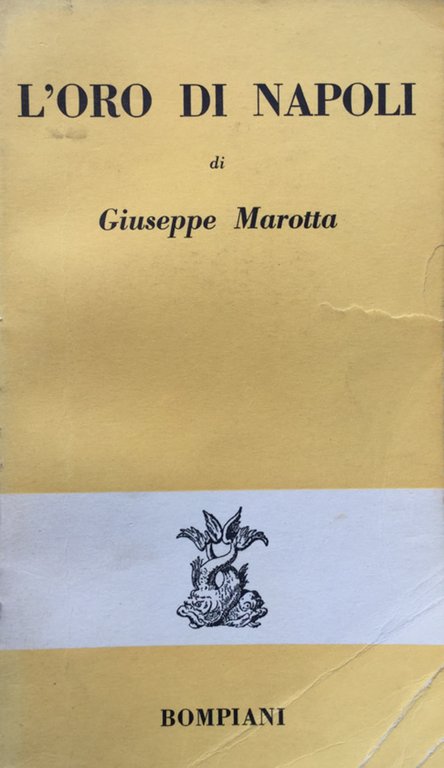 L'ORO DI NAPOLI
di
Giuseppe Marotta
BOMPIANI